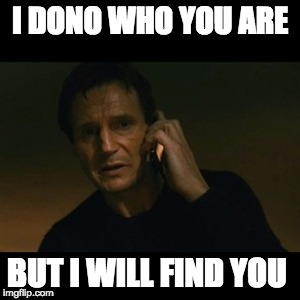 I DONO WHO YOU ARE
BUT I WILL FIND YOU
imgflip.com